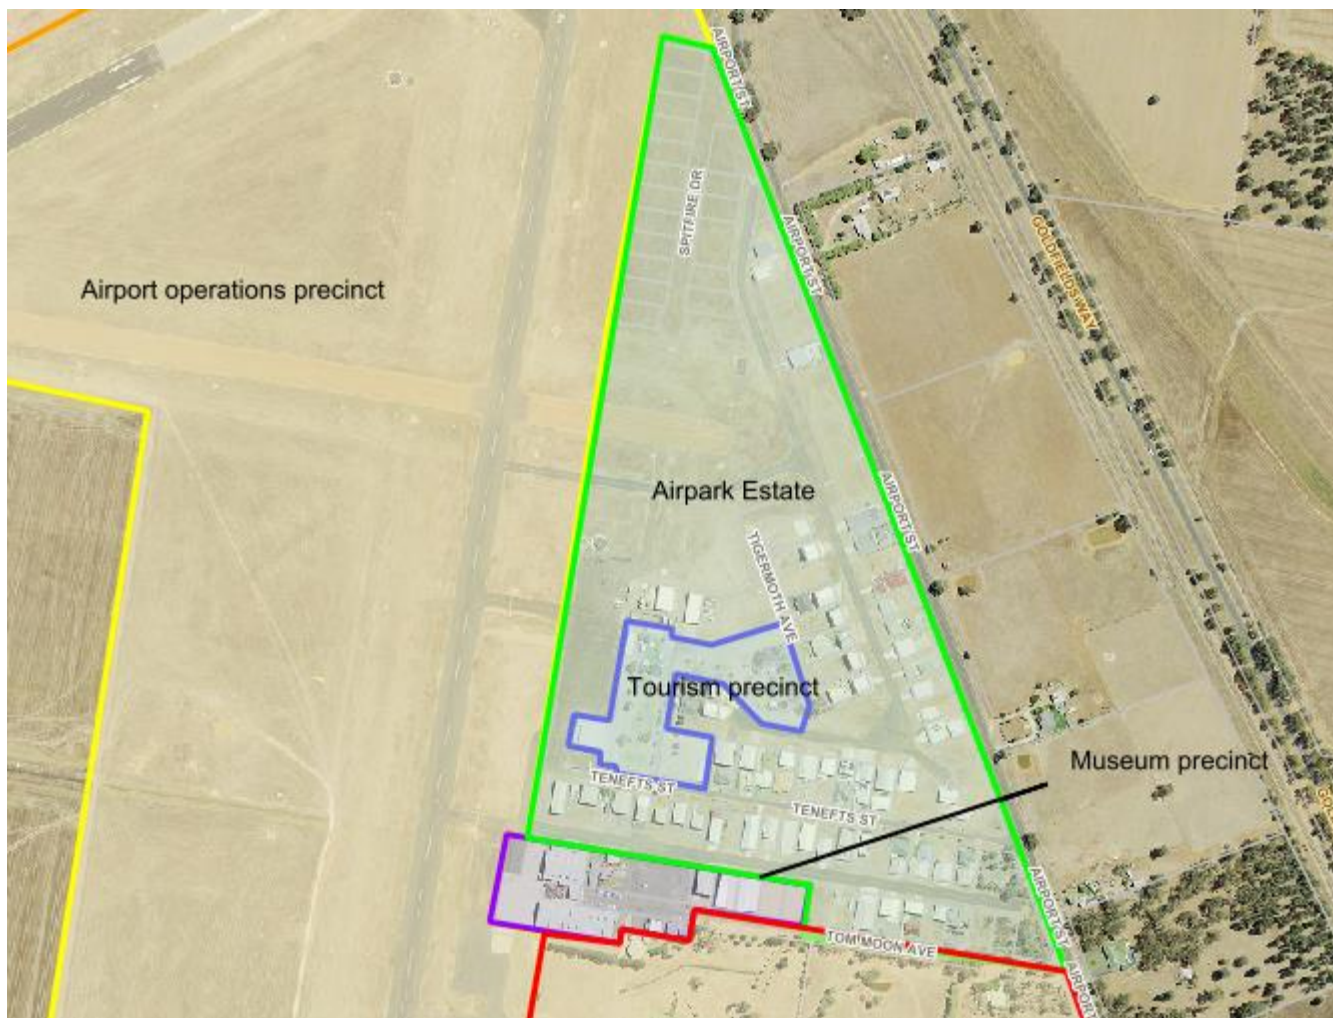 AIRPORT ST
SPITFIRE DR
AIRPORT ST
GOLDFIELDS WAY
Airport operations precinct
Airpark Estate
AIRPORT ST
TIGERMOTH AVE
Tourism precinct
Museum precinct
TENEFTS ST
TENEFTS ST
AIRPORT ST
TOM MOON AVE